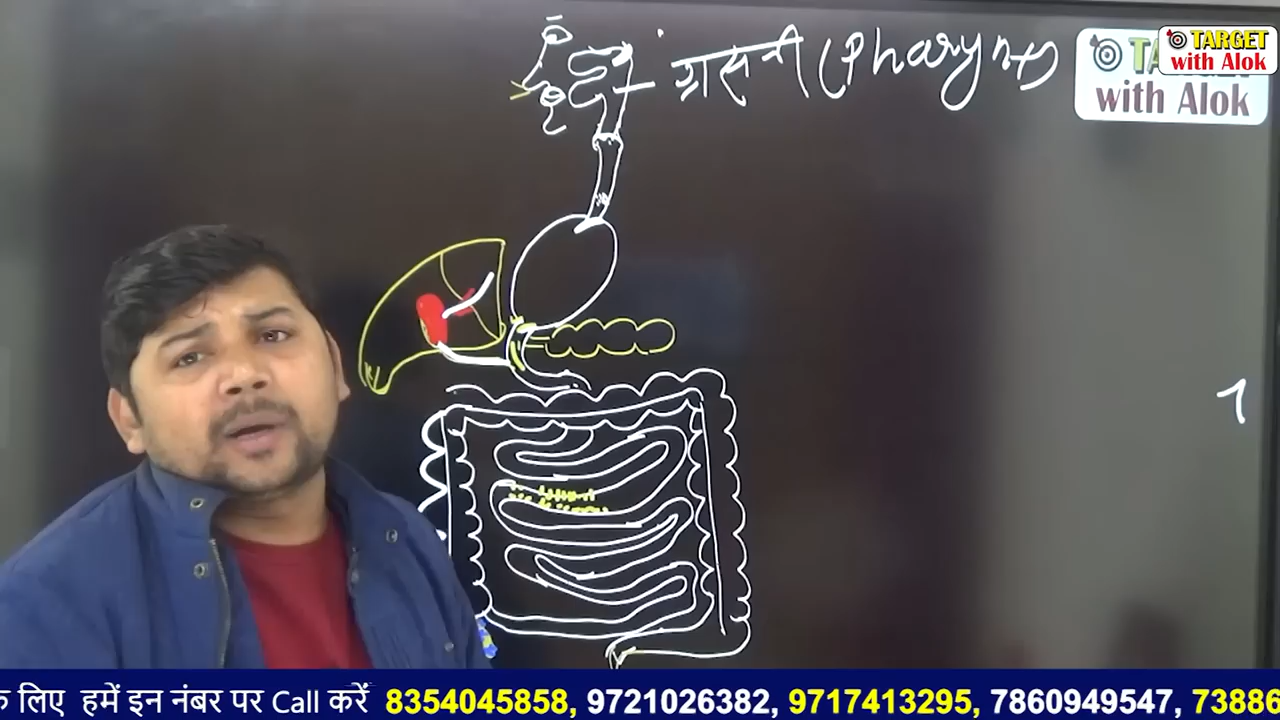 TARGET
with Alok
ग्रसनी (Pharynx)
TA
with Alok
1
के लिए हमें इन नंबर पर Call करें 8354045858, 9721026382, 9717413295, 7860949547, 73886